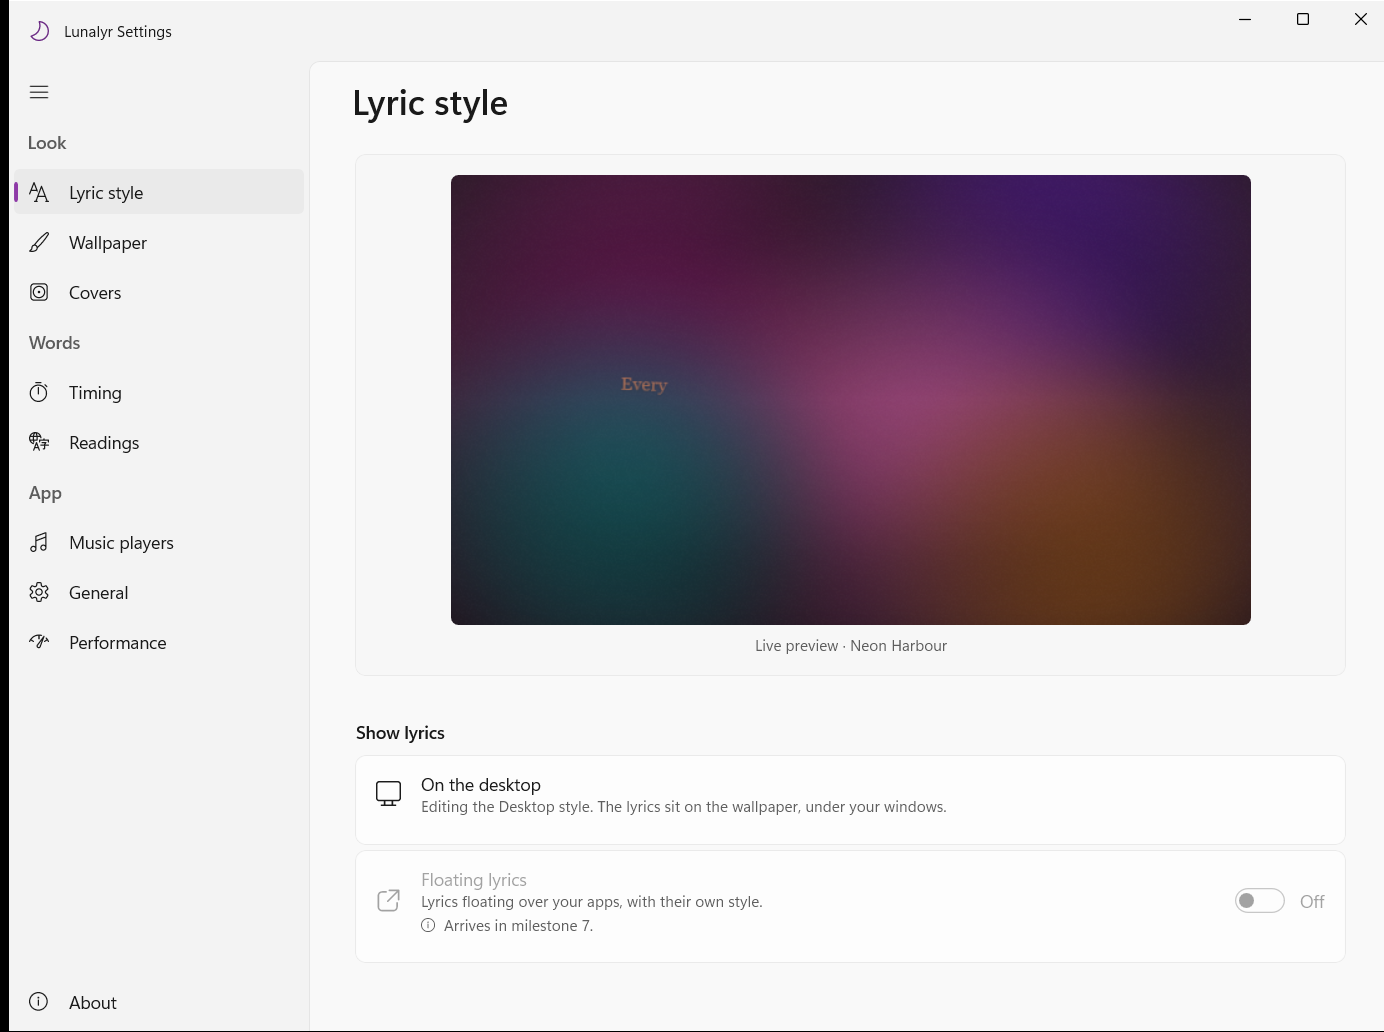 Lunalyr Settings
Look
Lyric style
Wallpaper
Covers
Words
Timing
Readings
App
Music players
General
Performance
About
Lyric style
Every
Live preview · Neon Harbour
Show lyrics
On the desktop
Editing the Desktop style. The lyrics sit on the wallpaper, under your windows.
Floating lyrics
Lyrics floating over your apps, with their own style.
Arrives in milestone 7.
Off